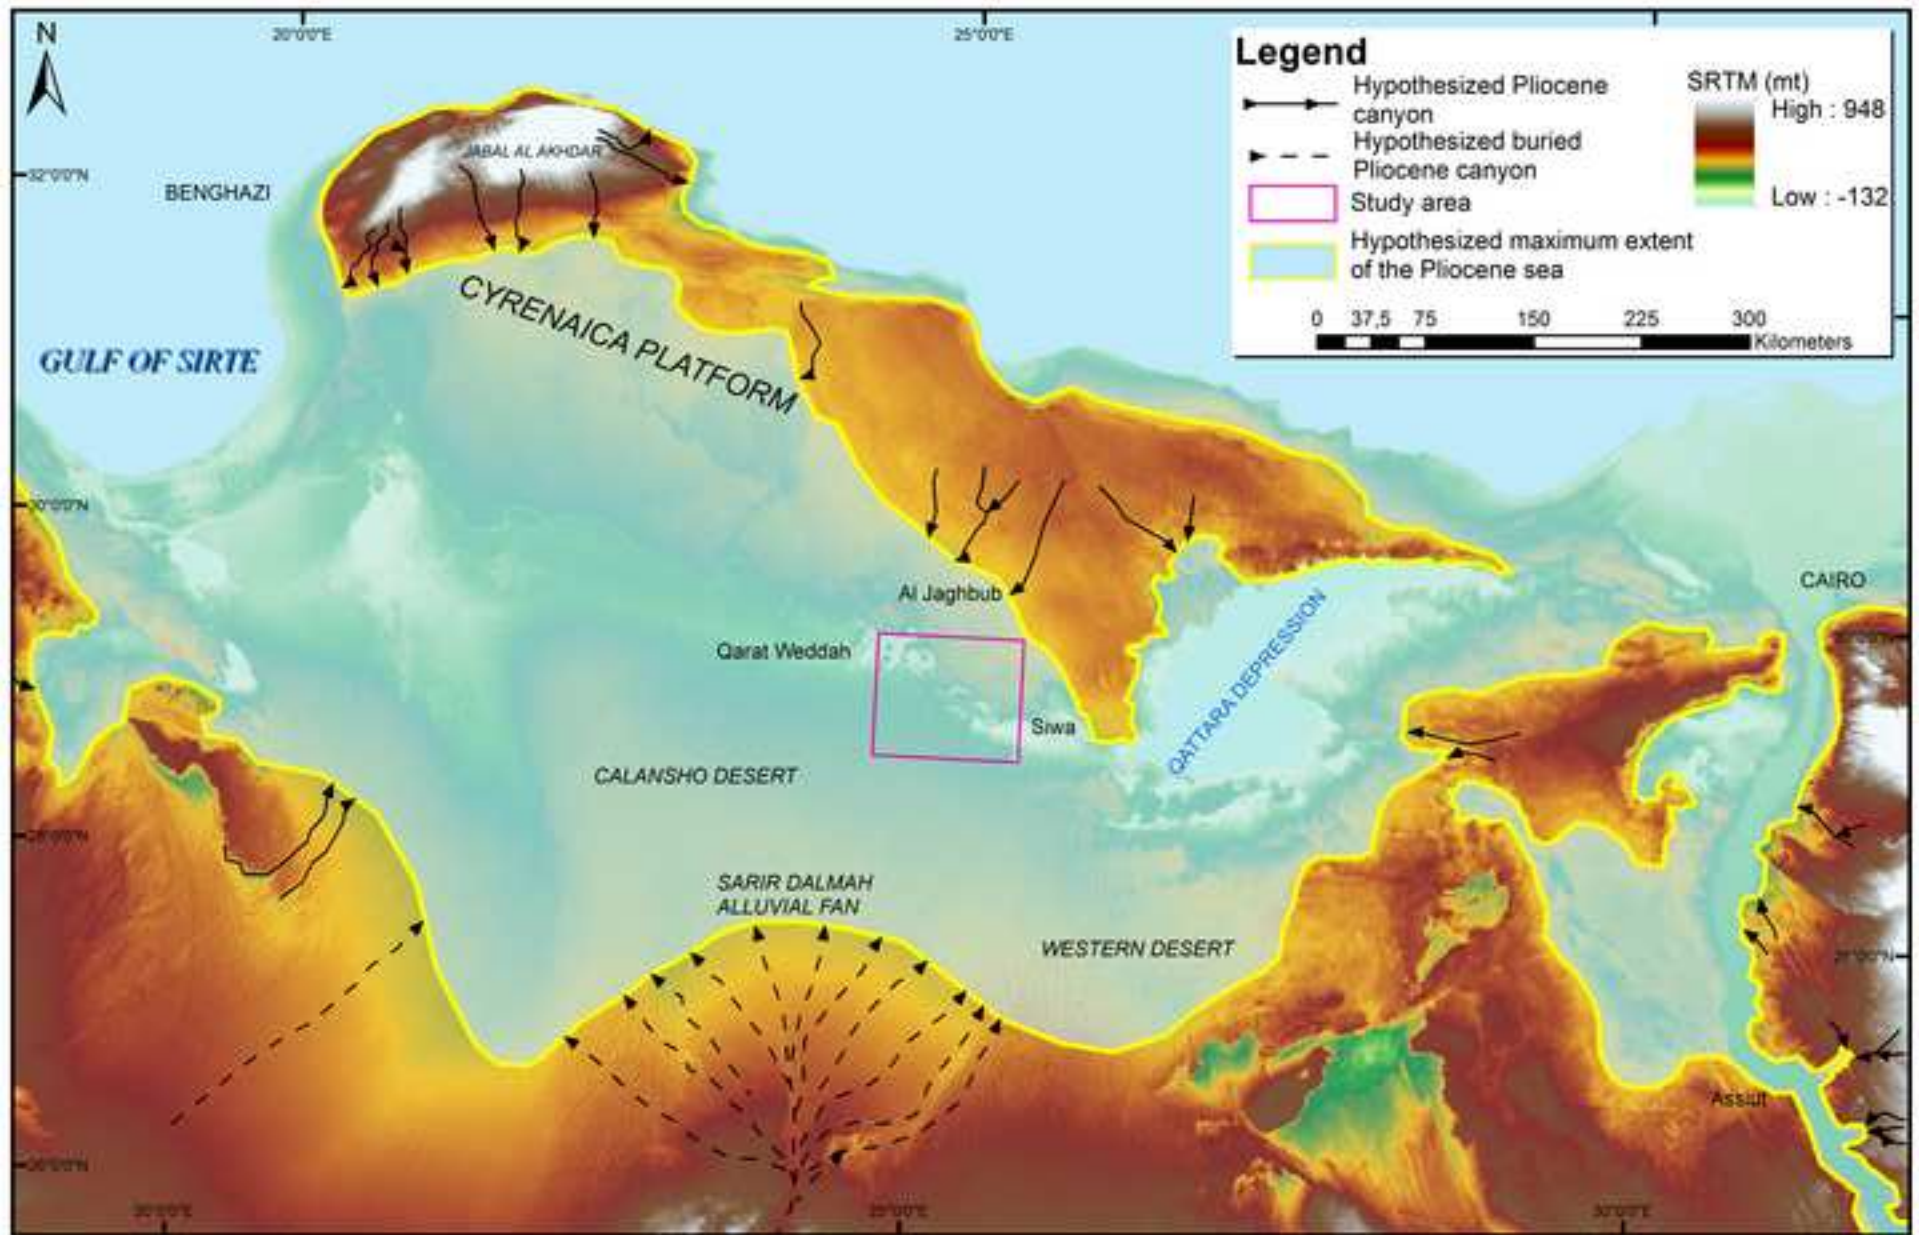 N
20°0'0"E
25°0'0"E
Legend
Hypothesized Pliocene
canyon
Hypothesized buried
Pliocene canyon
Study area
Hypothesized maximum extent
of the Pliocene sea
SRTM (mt)
High : 948
Low : -132
0 37,5 75 150 225 300
Kilometers
JABAL AL AKHDAR
32°0'0"N
BENGHAZI
CYRENAICA PLATFORM
GULF OF SIRTE
30°0'0"N
Al Jaghbub
CAIRO
Qarat Weddah
QATTARA DEPRESSION
Siwa
CALANSHO DESERT
28°0'0"N
SARIR DALMAH
ALLUVIAL FAN
WESTERN DESERT
Assiut
26°0'0"N
25°0'0"E
30°0'0"E